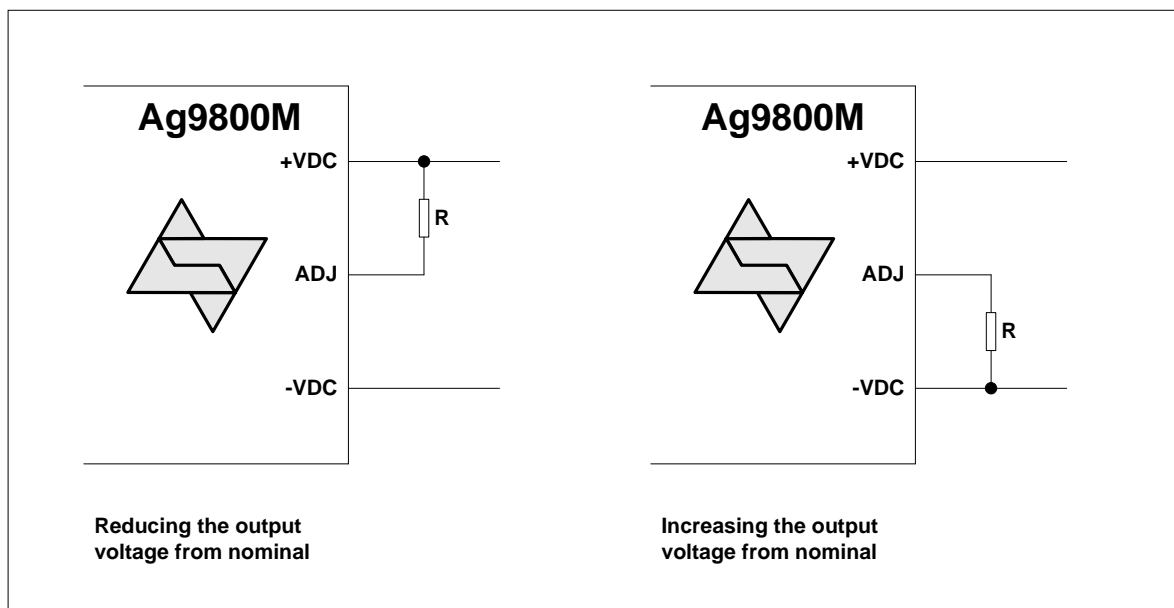 Ag9800M
+VDC
R
ADJ
-VDC
Reducing the output
voltage from nominal
Ag9800M
+VDC
ADJ
R
-VDC
Increasing the output
voltage from nominal